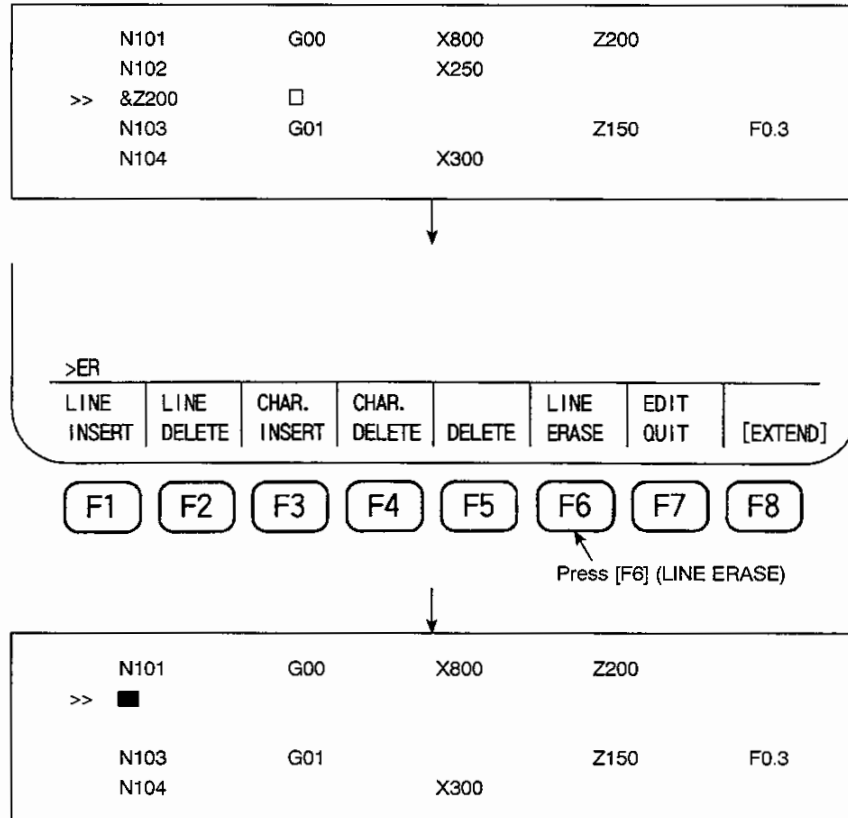 N101 G00 X800 Z200
N102 X250
>> &Z200 □
N103 G01 Z150 F0.3
N104 X300
>ER
LINE INSERT LINE DELETE CHAR. INSERT CHAR. DELETE DELETE LINE ERASE EDIT QUIT [EXTEND]
F1 F2 F3 F4 F5 F6 F7 F8
Press [F6] (LINE ERASE)
N101 G00 X800 Z200
>> ■
N103 G01 Z150 F0.3
N104 X300